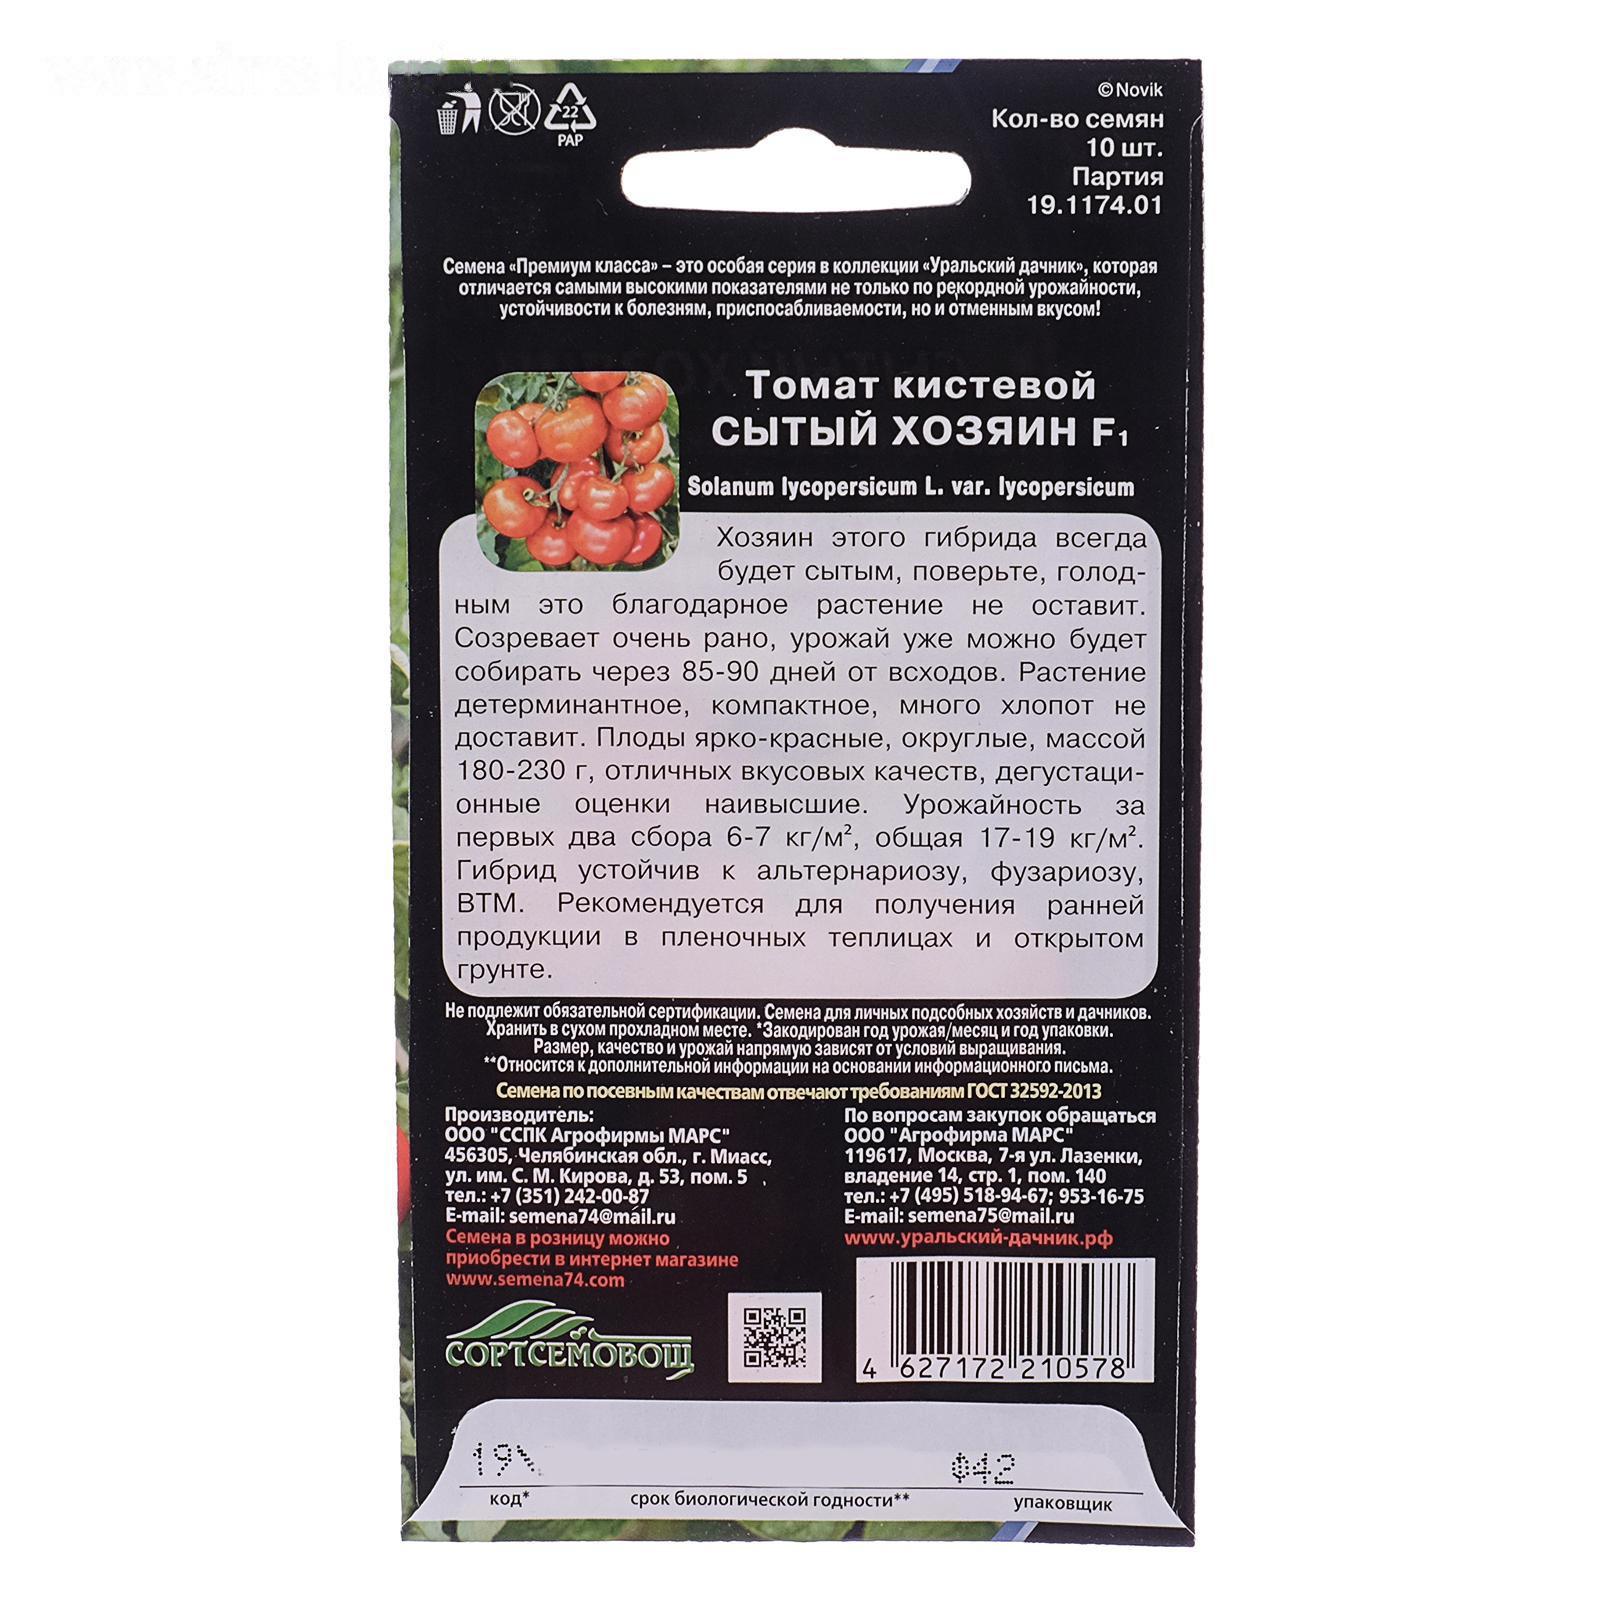 © Novik
Кол-во семян
10 шт.
Партия
19.1174.01
22
PAP
Семена «Премиум класса» – это особая серия в коллекции «Уральский дачник», которая
отличается самыми высокими показателями не только по рекордной урожайности,
устойчивости к болезням, приспосабливаемости, но и отменным вкусом!
Томат кистевой
СЫТЫЙ ХОЗЯИН F1
Solanum lycopersicum L. var. lycopersicum
Хозяин этого гибрида всегда
будет сытым, поверьте, голод-
ным это благодарное растение не оставит.
Созревает очень рано, урожай уже можно будет
собирать через 85-90 дней от всходов. Растение
детерминантное, компактное, много хлопот не
доставит. Плоды ярко-красные, округлые, массой
180-230 г, отличных вкусовых качеств, дегустаци-
онные оценки наивысшие. Урожайность за
первых два сбора 6-7 кг/м², общая 17-19 кг/м².
Гибрид устойчив к альтернариозу, фузариозу,
ВТМ. Рекомендуется для получения ранней
продукции в пленочных теплицах и открытом
грунте.
Не подлежит обязательной сертификации. Семена для личных подсобных хозяйств и дачников.
Хранить в сухом прохладном месте. *Закодирован год урожая/месяц и год упаковки.
Размер, качество и урожай напрямую зависят от условий выращивания.
**Относится к дополнительной информации на основании информационного письма.
Семена по посевным качествам отвечают требованиям ГОСТ 32592-2013
Производитель:
ООО "ССПК Агрофирмы МАРС"
456305, Челябинская обл., г. Миасс,
ул. им. С. М. Кирова, д. 53, пом. 5
тел.: +7 (351) 242-00-87
E-mail: semena74@mail.ru
Семена в розницу можно
приобрести в интернет магазине
www.semena74.com
По вопросам закупок обращаться
ООО "Агрофирма МАРС"
119617, Москва, 7-я ул. Лазенки,
владение 14, стр. 1, пом. 140
тел.: +7 (495) 518-94-67; 953-16-75
E-mail: semena75@mail.ru
www.уральский-дачник.рф
СОРТСЕМОВОЩ
4 627172 210578
19
Ф42
код*
срок биологической годности**
упаковщик